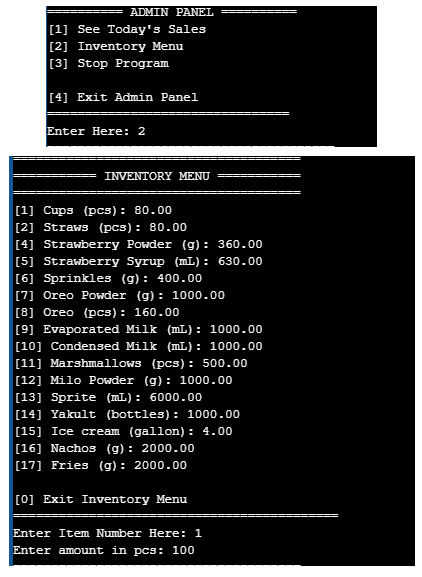 ========== ADMIN PANEL ==========
[1] See Today's Sales
[2] Inventory Menu
[3] Stop Program
[4] Exit Admin Panel
================================
Enter Here: 2
======================================
======================================
=========== INVENTORY MENU ===========
======================================
[1] Cups (pcs): 80.00
[2] Straws (pcs): 80.00
[4] Strawberry Powder (g): 360.00
[5] Strawberry Syrup (mL): 630.00
[6] Sprinkles (g): 400.00
[7] Oreo Powder (g): 1000.00
[8] Oreo (pcs): 160.00
[9] Evaporated Milk (mL): 1000.00
[10] Condensed Milk (mL): 1000.00
[11] Marshmallows (pcs): 500.00
[12] Milo Powder (g): 1000.00
[13] Sprite (mL): 6000.00
[14] Yakult (bottles): 1000.00
[15] Ice cream (gallon): 4.00
[16] Nachos (g): 2000.00
[17] Fries (g): 2000.00
[0] Exit Inventory Menu
===========================================
Enter Item Number Here: 1
Enter amount in pcs: 100
======================================